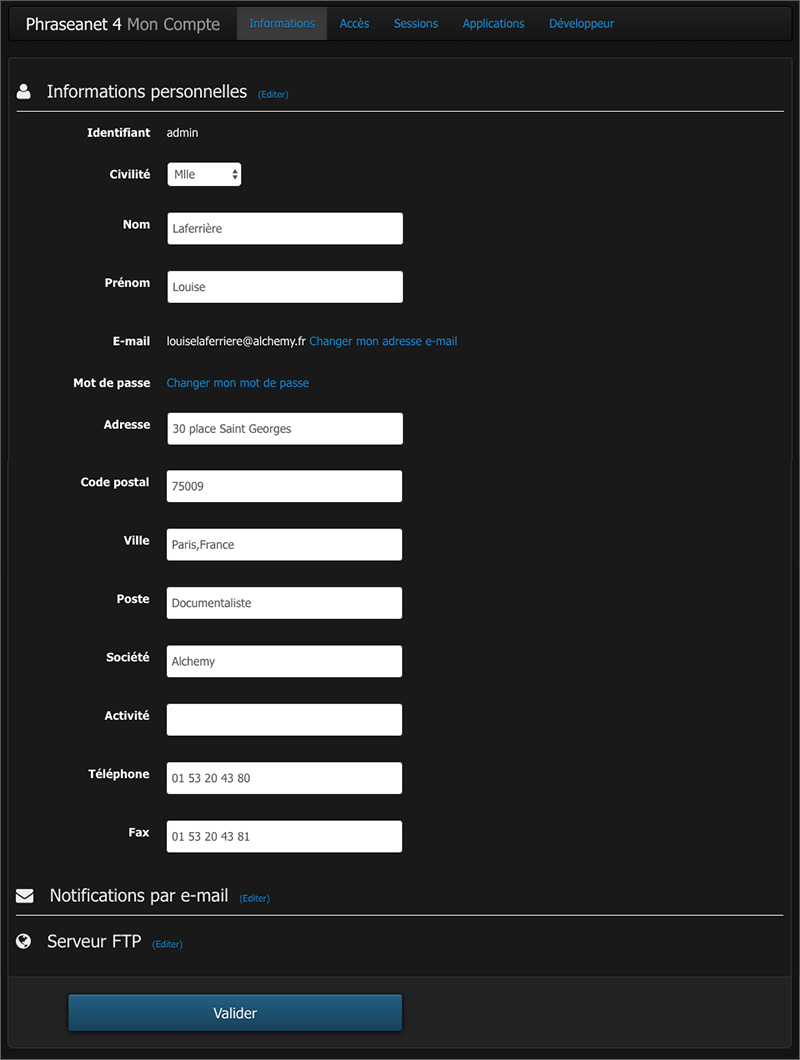 Phraseanet 4 Mon Compte Informations Accès Sessions Applications Développeur
Informations personnelles (Editer)
Identifiant admin
Civilité Mlle
Nom Laferrière
Prénom Louise
E-mail louiselaferriere@alchemy.fr Changer mon adresse e-mail
Mot de passe Changer mon mot de passe
Adresse 30 place Saint Georges
Code postal 75009
Ville Paris,France
Poste Documentaliste
Société Alchemy
Activité
Téléphone 01 53 20 43 80
Fax 01 53 20 43 81
Notifications par e-mail (Editer)
Serveur FTP (Editer)
Valider